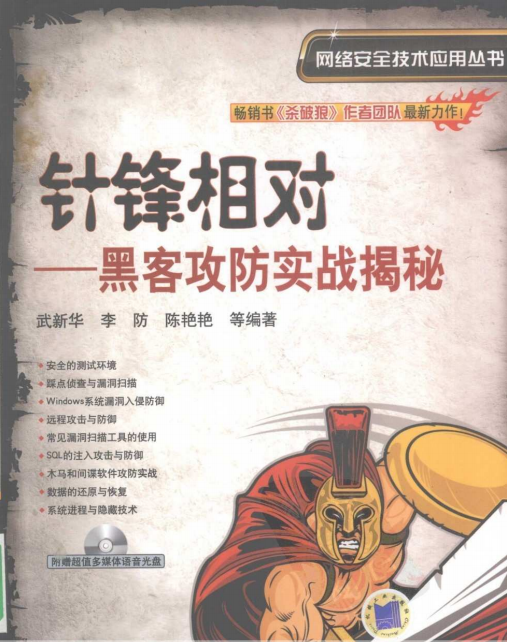 网络安全技术应用丛书
畅销书《杀破狼》作者团队最新力作!
针锋相对
——黑客攻防实战揭秘
武新华 李 防 陈艳艳 等编著
安全的测试环境
踩点侦查与漏洞扫描
Windows系统漏洞入侵防御
远程攻击与防御
常见漏洞扫描工具的使用
SQL的注入攻击与防御
木马和间谍软件攻防实战
数据的还原与恢复
系统进程与隐藏技术
附赠超值多媒体语音光盘